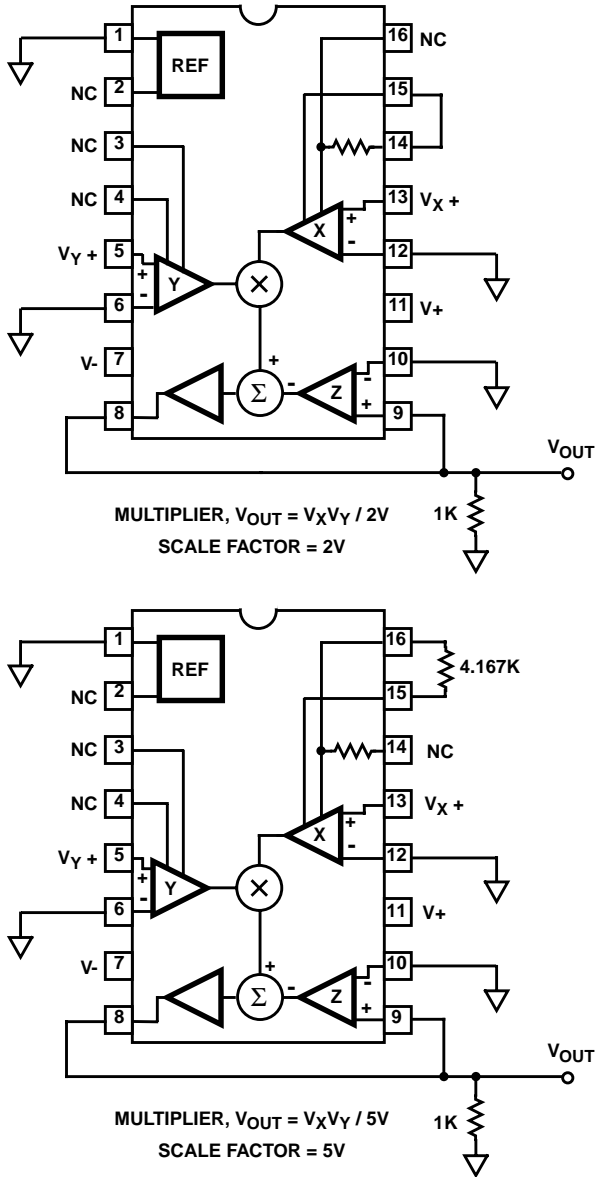 1
REF
16
NC
NC
2
15
NC
3
14
NC
4
X
+
-
13
VX +
VY +
5
+
-
Y
12
6
11
V+
V-
7
+
10
Σ
-
Z
-
+
8
9
VOUT
1K
MULTIPLIER, VOUT = VXVY / 2V
SCALE FACTOR = 2V
1
REF
16
4.167K
NC
2
15
NC
3
14
NC
NC
4
X
+
-
13
VX +
VY +
5
+
-
Y
12
6
11
V+
V-
7
+
10
Σ
-
Z
-
+
8
9
VOUT
1K
MULTIPLIER, VOUT = VXVY / 5V
SCALE FACTOR = 5V